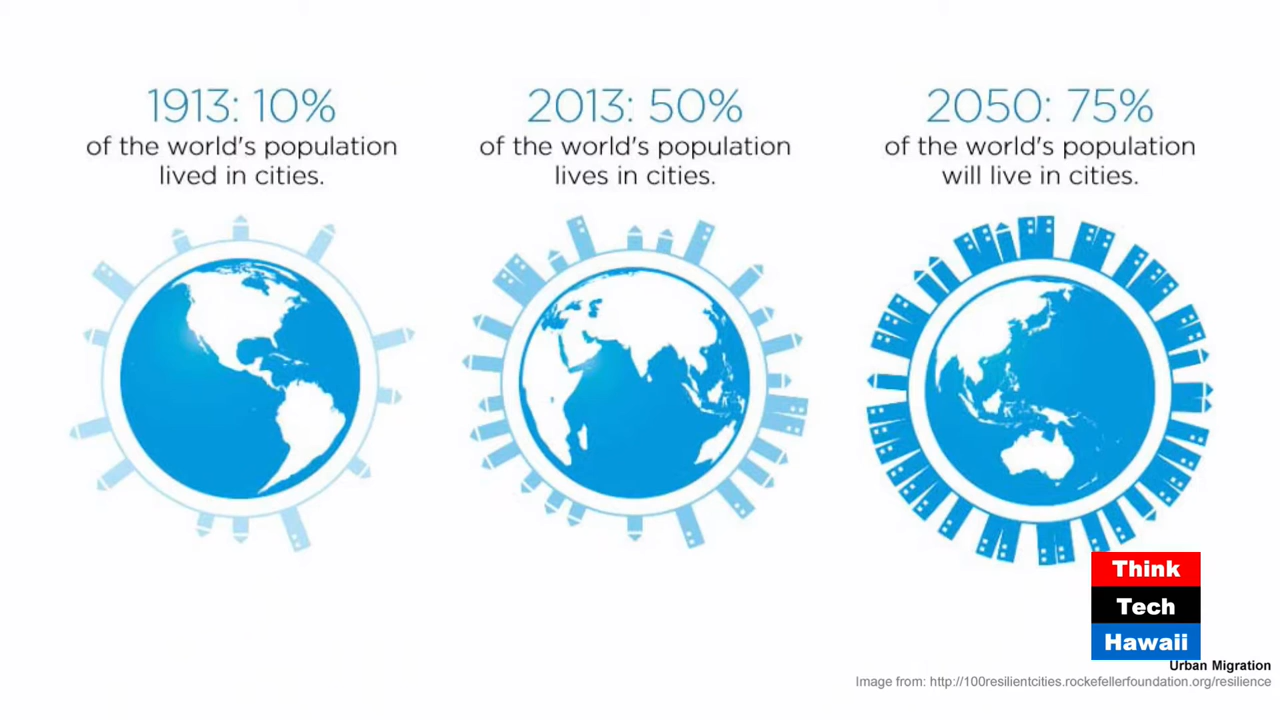 1913: 10%
of the world's population
lived in cities.
2013: 50%
of the world's population
lives in cities.
2050: 75%
of the world's population
will live in cities.
Think
Tech
Hawaii
Urban Migration
Image from: http://100resilientcities.rockefellerfoundation.org/resilience